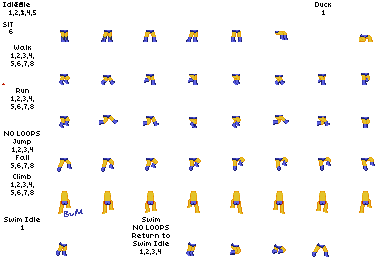 Duck
1
1,2,3,4,5
SIT
6
Walk
1,2,3,4,
5,6,7,8
Run
1,2,3,4,
5,6,7,8
NO LOOPS
Jump
1,2,3,4
Fall
5,6,7,8
Climb
1,2,3,4,
5,6,7,8
BUM
Swim Idle
1
Swim
NO LOOPS
Return to
Swim Idle
1,2,3,4